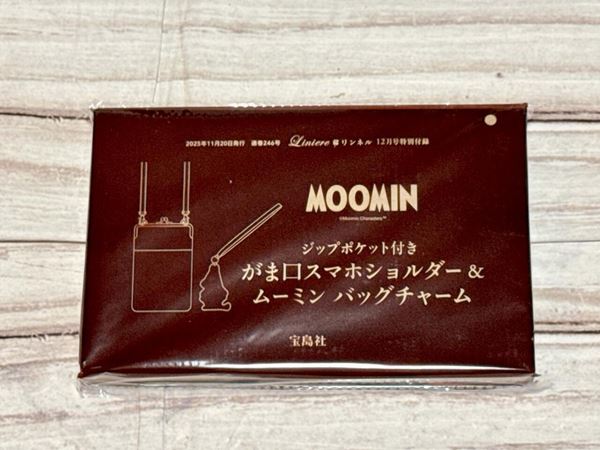 2025年11月20日発行 通巻246号 Liniere リンネル 12月号特別付録
MOOMIN
©Moomin Characters™
ジップポケット付き
がま口スマホショルダー&
ムーミン バッグチャーム
宝島社